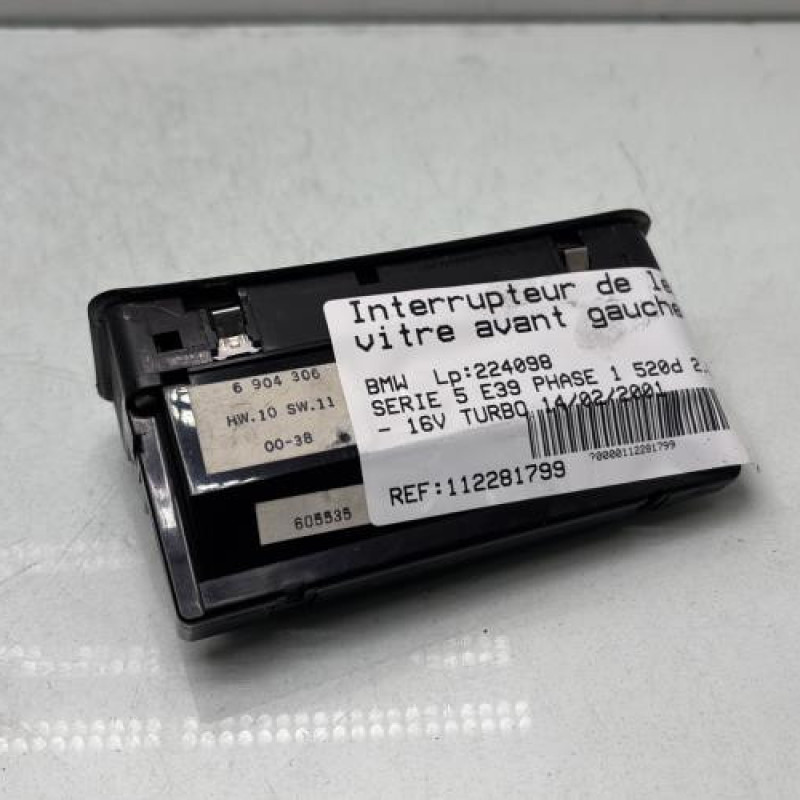 Interrupteur de
vitre avant gauche
BMW Lp:224098
SERIE 5 E39 PHASE 1 520d 2.
- 16V TURBO 14/02/2001
?0000112281799
REF:112281799
6 904 306
HW.10 SW.11
00-38
605535